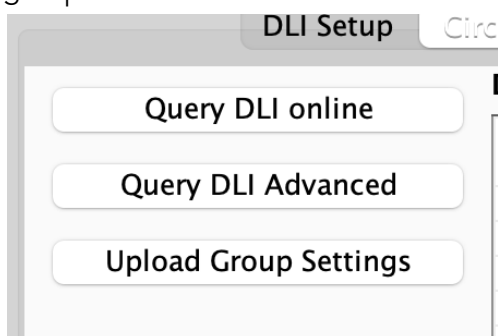 DLI Setup
Query DLI online
Query DLI Advanced
Upload Group Settings